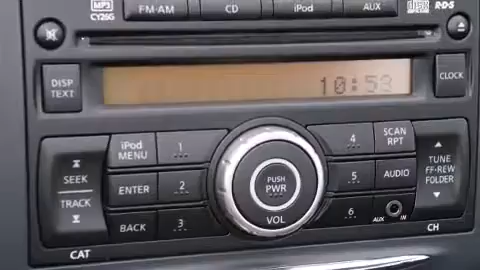 MP3
CY26G
FM·AM
CD
iPod
AUX
R·D·S
DISP
TEXT
10:53
CLOCK
iPod
MENU
1
4
SCAN
RPT
SEEK
TRACK
ENTER
2
PUSH
PWR
VOL
5
AUDIO
TUNE
FF·REW
FOLDER
BACK
3
6
AUX
IN
CAT
CH